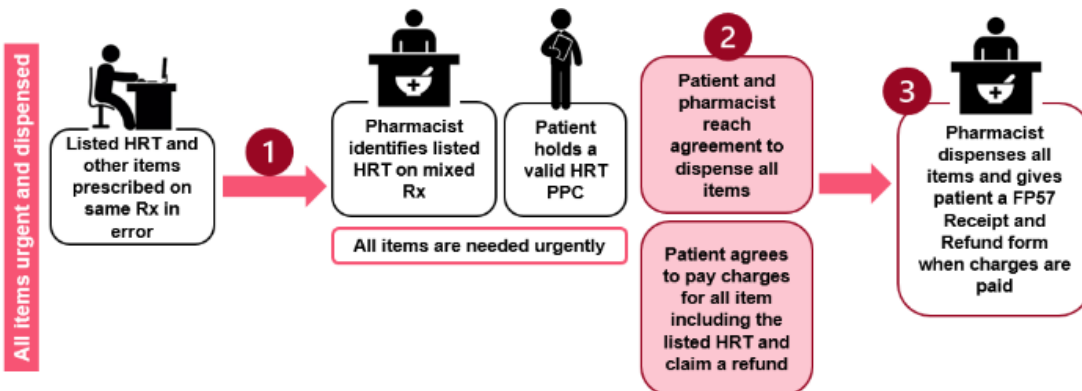 All items urgent and dispensed
Listed HRT and
other items
prescribed on
same Rx in
error
1
Pharmacist
identifies listed
HRT on mixed
Rx
Patient
holds a
valid HRT
PPC
All items are needed urgently
2
Patient and
pharmacist
reach
agreement to
dispense all
items
Patient agrees
to pay charges
for all item
including the
listed HRT and
claim a refund
3
Pharmacist
dispenses all
items and gives
patient a FP57
Receipt and
Refund form
when charges are
paid